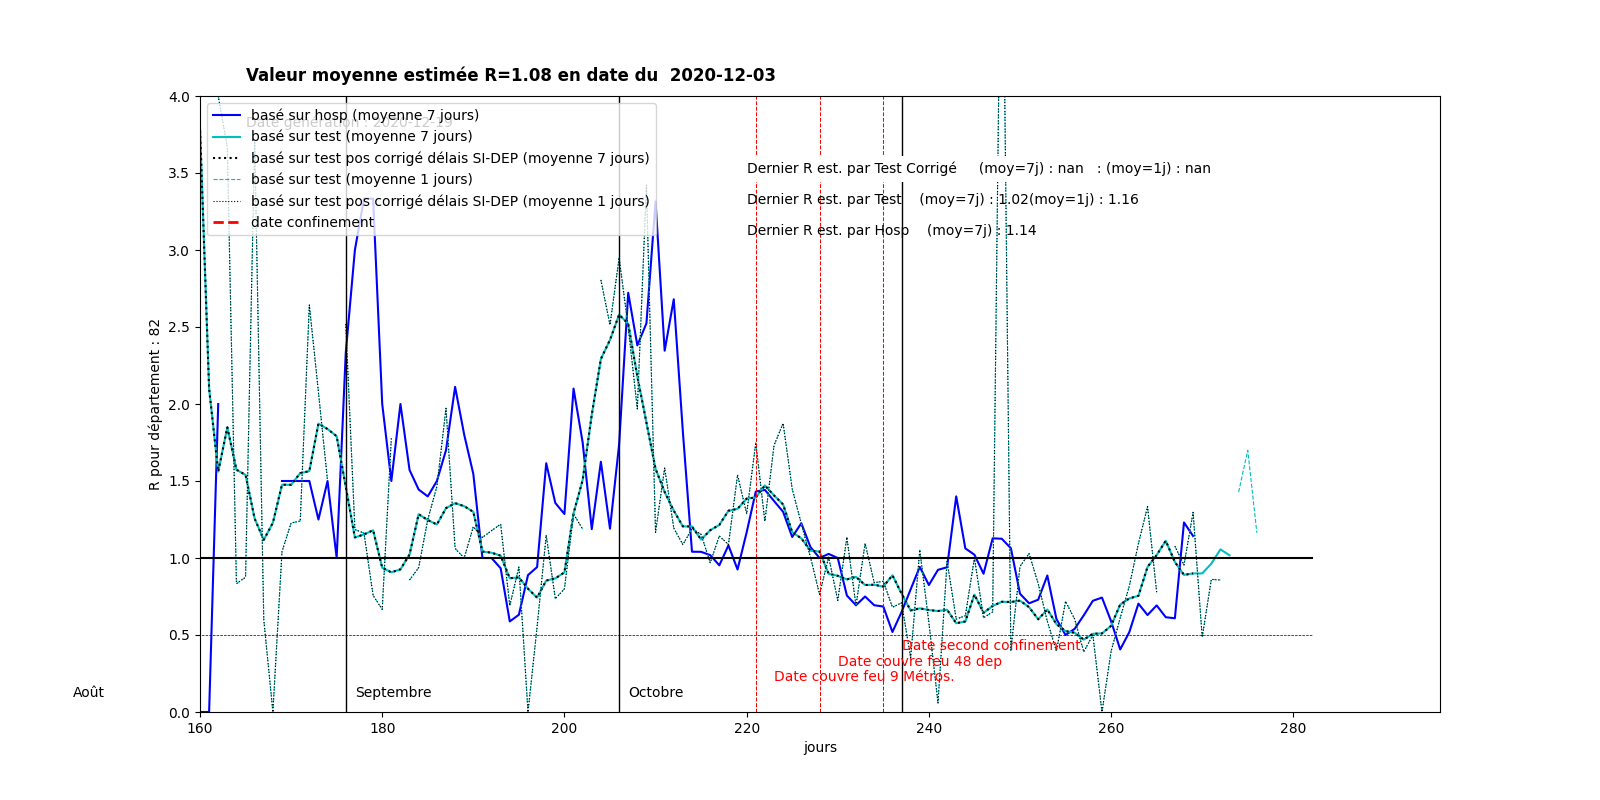 Valeur moyenne estimée R=1.08 en date du  2020-12-03
4.0
3.5
3.0
2.5
2.0
1.5
1.0
0.5
0.0
R pour département : 82
basé sur hosp (moyenne 7 jours)
Date génération : 2020-12-19
basé sur test (moyenne 7 jours)
basé sur test pos corrigé délais SI-DEP (moyenne 7 jours)
basé sur test (moyenne 1 jours)
basé sur test pos corrigé délais SI-DEP (moyenne 1 jours)
date confinement
Dernier R est. par Test Corrigé     (moy=7j) : nan   : (moy=1j) : nan
Dernier R est. par Test    (moy=7j) : 1.02(moy=1j) : 1.16
Dernier R est. par Hosp    (moy=7j) : 1.14
Date second confinement
Date couvre feu 48 dep
Date couvre feu 9 Métros.
Août
Septembre
Octobre
160 180 200 220 240 260 280
jours